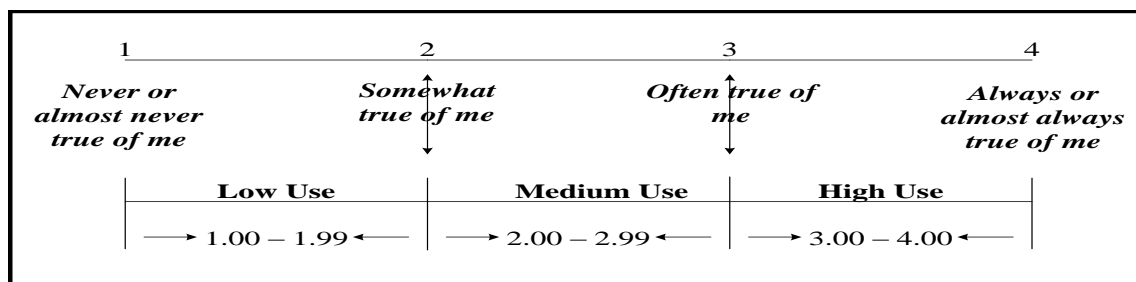 1 2 3 4
Never or almost never true of me
Somewhat true of me
Often true of me
Always or almost always true of me
Low Use Medium Use High Use
1.00 – 1.99 2.00 – 2.99 3.00 – 4.00